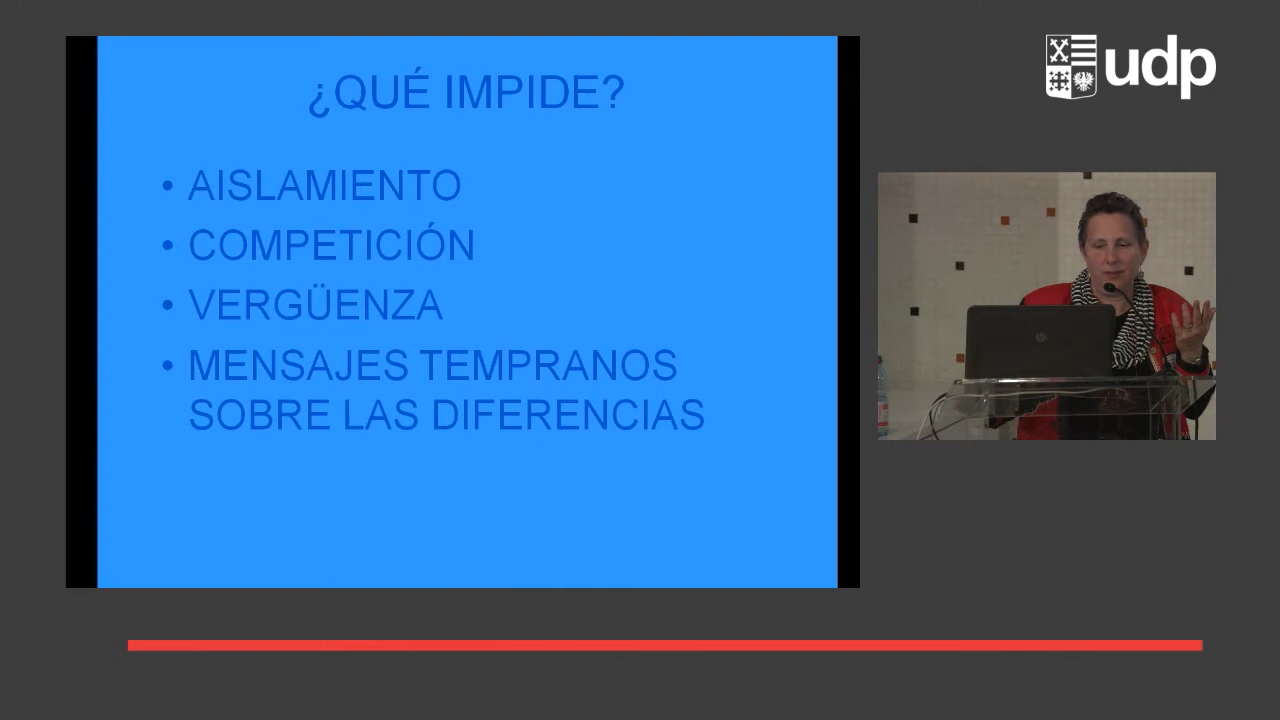 ¿QUÉ IMPIDE?
• AISLAMIENTO
• COMPETICIÓN
• VERGÜENZA
• MENSAJES TEMPRANOS
SOBRE LAS DIFERENCIAS
udp